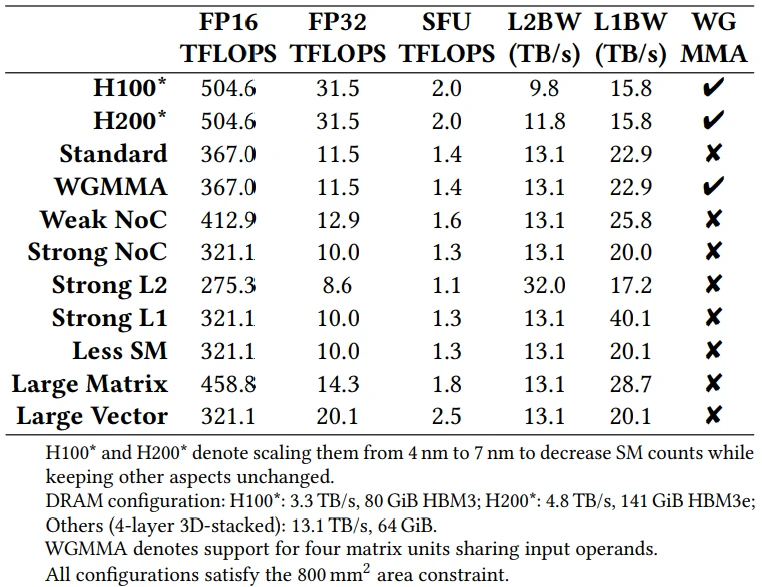 FP16 FP32 SFU L2BW L1BW WG
TFLOPS TFLOPS TFLOPS (TB/s) (TB/s) MMA
H100* 504.6 31.5 2.0 9.8 15.8 ✔
H200* 504.6 31.5 2.0 11.8 15.8 ✔
Standard 367.0 11.5 1.4 13.1 22.9 ✘
WGMMA 367.0 11.5 1.4 13.1 22.9 ✔
Weak NoC 412.9 12.9 1.6 13.1 25.8 ✘
Strong NoC 321.1 10.0 1.3 13.1 20.0 ✘
Strong L2 275.3 8.6 1.1 32.0 17.2 ✘
Strong L1 321.1 10.0 1.3 13.1 40.1 ✘
Less SM 321.1 10.0 1.3 13.1 20.1 ✘
Large Matrix 458.8 14.3 1.8 13.1 28.7 ✘
Large Vector 321.1 20.1 2.5 13.1 20.1 ✘
H100* and H200* denote scaling them from 4 nm to 7 nm to decrease SM counts while
keeping other aspects unchanged.
DRAM configuration: H100*: 3.3 TB/s, 80 GiB HBM3; H200*: 4.8 TB/s, 141 GiB HBM3e;
Others (4-layer 3D-stacked): 13.1 TB/s, 64 GiB.
WGMMA denotes support for four matrix units sharing input operands.
All configurations satisfy the 800 mm² area constraint.